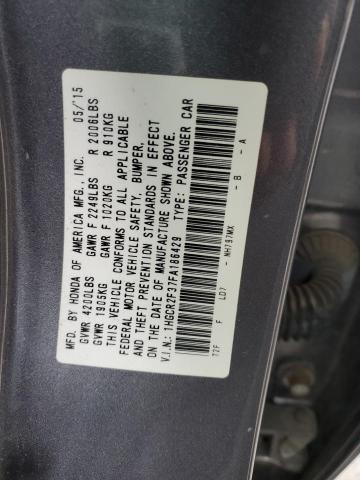 MFD. BY HONDA OF AMERICA MFG., INC. 05/'15
GVWR 4200LBS GAWR F 2249LBS R 2006LBS
GVWR 1905KG GAWR F 1020KG R 910KG
THIS VEHICLE CONFORMS TO ALL APPLICABLE
FEDERAL MOTOR VEHICLE SAFETY, BUMPER,
AND THEFT PREVENTION STANDARDS IN EFFECT
ON THE DATE OF MANUFACTURE SHOWN ABOVE.
V.I.N.: 1HGCR2F37FA186429 TYPE: PASSENGER CAR
T2F F LD7 - NH797MX - B - A